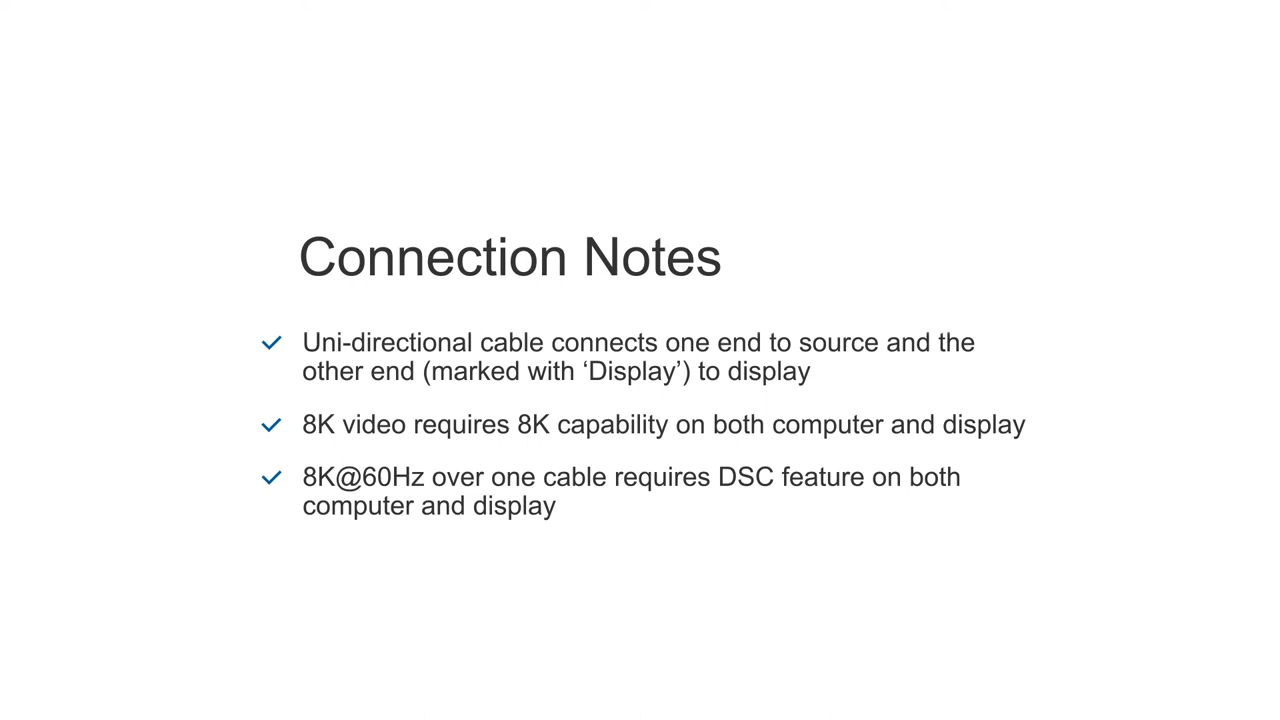 Connection Notes
Uni-directional cable connects one end to source and the
other end (marked with ‘Display’) to display
8K video requires 8K capability on both computer and display
8K@60Hz over one cable requires DSC feature on both
computer and display